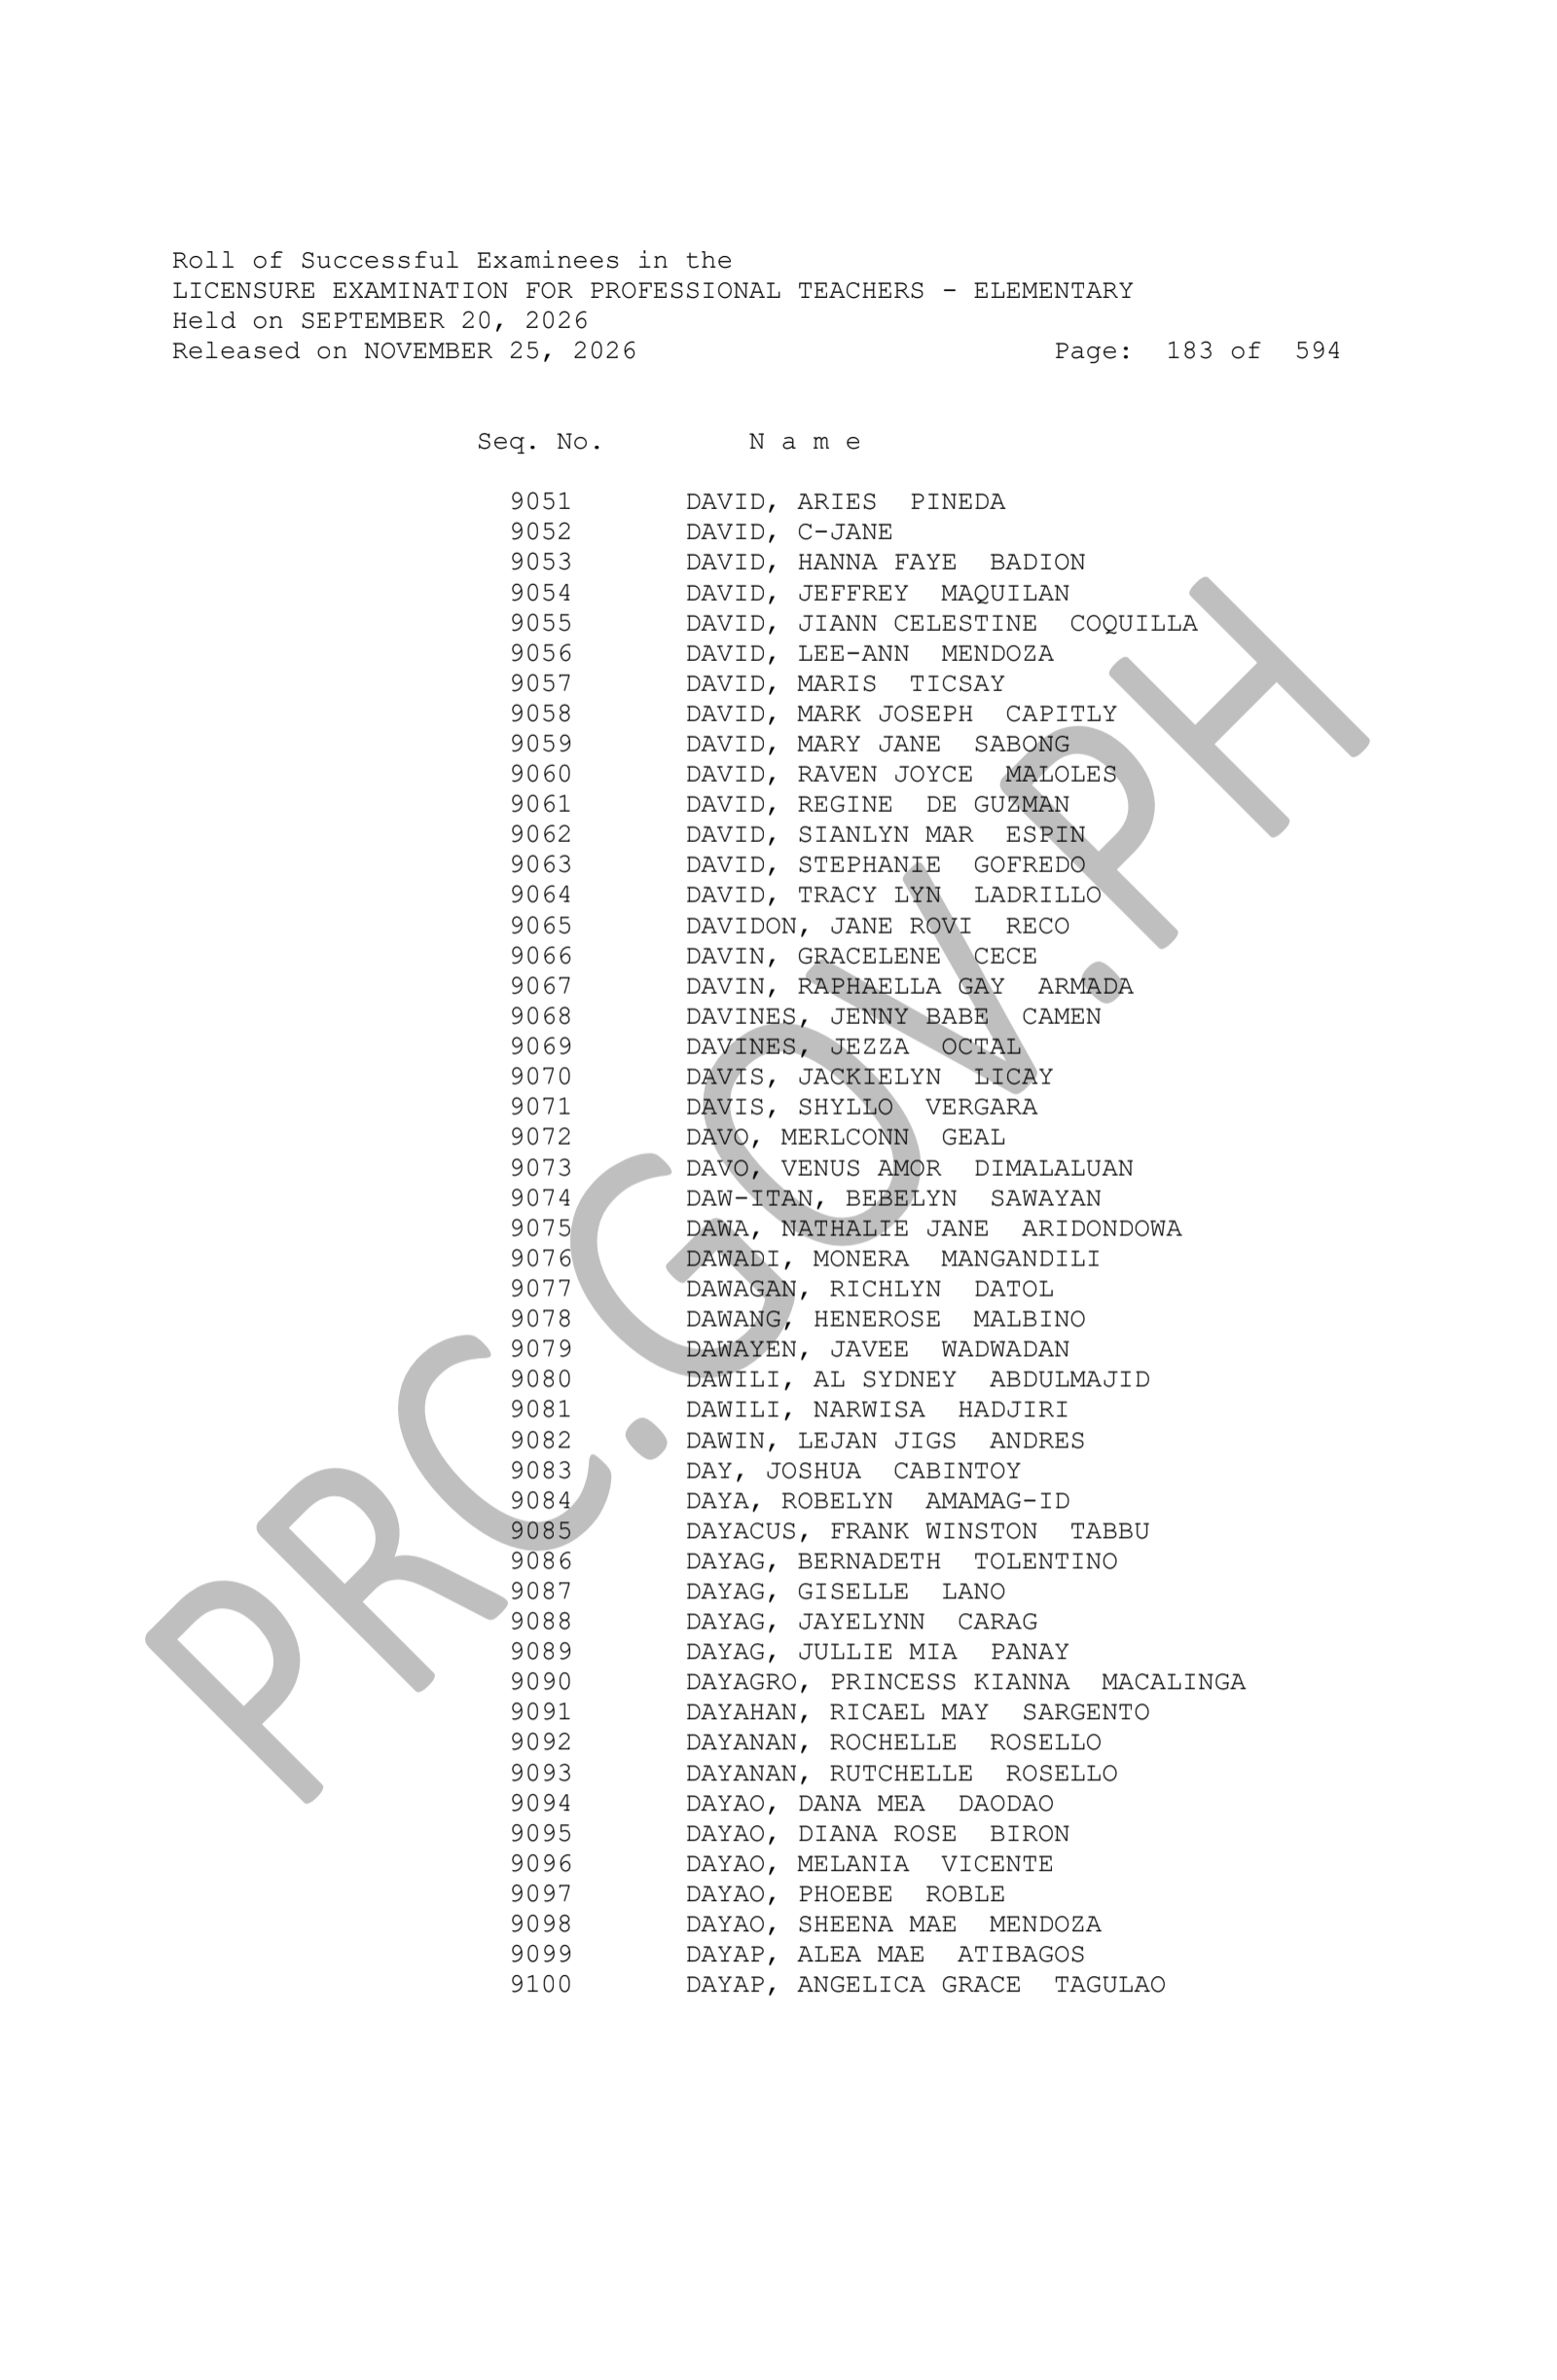 Roll of Successful Examinees in the
LICENSURE EXAMINATION FOR PROFESSIONAL TEACHERS - ELEMENTARY
Held on SEPTEMBER 20, 2026
Released on NOVEMBER 25, 2026 Page: 183 of 594
Seq. No. N a m e
9051 DAVID, ARIES PINEDA
9052 DAVID, C-JANE
9053 DAVID, HANNA FAYE BADION
9054 DAVID, JEFFREY MAQUILAN
9055 DAVID, JIANN CELESTINE COQUILLA
9056 DAVID, LEE-ANN MENDOZA
9057 DAVID, MARIS TICSAY
9058 DAVID, MARK JOSEPH CAPITLY
9059 DAVID, MARY JANE SABONG
9060 DAVID, RAVEN JOYCE MALOLES
9061 DAVID, REGINE DE GUZMAN
9062 DAVID, SIANLYN MAR ESPIN
9063 DAVID, STEPHANIE GOFREDO
9064 DAVID, TRACY LYN LADRILLO
9065 DAVIDON, JANE ROVI RECO
9066 DAVIN, GRACELENE CECE
9067 DAVIN, RAPHAELLA GAY ARMADA
9068 DAVINES, JENNY BABE CAMEN
9069 DAVINES, JEZZA OCTAL
9070 DAVIS, JACKIELYN LICAY
9071 DAVIS, SHYLLO VERGARA
9072 DAVO, MERLCONN GEAL
9073 DAVO, VENUS AMOR DIMALALUAN
9074 DAW-ITAN, BEBELYN SAWAYAN
9075 DAWA, NATHALIE JANE ARIDONDOWA
9076 DAWADI, MONERA MANGANDILI
9077 DAWAGAN, RICHLYN DATOL
9078 DAWANG, HENEROSE MALBINO
9079 DAWAYEN, JAVEE WADWADAN
9080 DAWILI, AL SYDNEY ABDULMAJID
9081 DAWILI, NARWISA HADJIRI
9082 DAWIN, LEJAN JIGS ANDRES
9083 DAY, JOSHUA CABINTOY
9084 DAYA, ROBELYN AMAMAG-ID
9085 DAYACUS, FRANK WINSTON TABBU
9086 DAYAG, BERNADETH TOLENTINO
9087 DAYAG, GISELLE LANO
9088 DAYAG, JAYELYNN CARAG
9089 DAYAG, JULLIE MIA PANAY
9090 DAYAGRO, PRINCESS KIANNA MACALINGA
9091 DAYAHAN, RICAEL MAY SARGENTO
9092 DAYANAN, ROCHELLE ROSELLO
9093 DAYANAN, RUTCHELLE ROSELLO
9094 DAYAO, DANA MEA DAODAO
9095 DAYAO, DIANA ROSE BIRON
9096 DAYAO, MELANIA VICENTE
9097 DAYAO, PHOEBE ROBLE
9098 DAYAO, SHEENA MAE MENDOZA
9099 DAYAP, ALEA MAE ATIBAGOS
9100 DAYAP, ANGELICA GRACE TAGULAO
PRC.GOV.PH